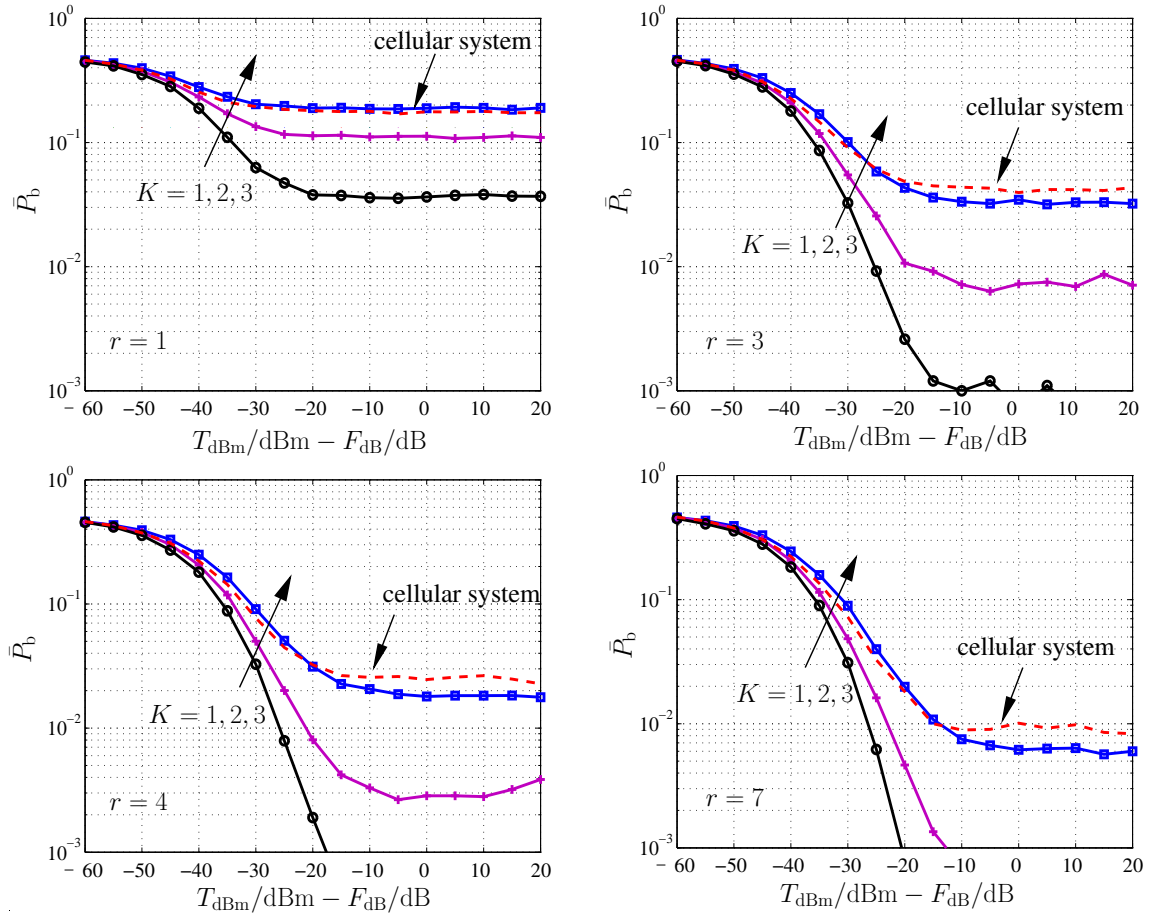 10^0
10^-1
10^-2
10^-3
P̄_b
cellular system
K = 1, 2, 3
r = 1
-60 -50 -40 -30 -20 -10 0 10 20
T_dBm/dBm − F_dB/dB
10^0
10^-1
10^-2
10^-3
P̄_b
cellular system
K = 1, 2, 3
r = 3
-60 -50 -40 -30 -20 -10 0 10 20
T_dBm/dBm − F_dB/dB
10^0
10^-1
10^-2
10^-3
P̄_b
cellular system
K = 1, 2, 3
r = 4
-60 -50 -40 -30 -20 -10 0 10 20
T_dBm/dBm − F_dB/dB
10^0
10^-1
10^-2
10^-3
P̄_b
cellular system
K = 1, 2, 3
r = 7
-60 -50 -40 -30 -20 -10 0 10 20
T_dBm/dBm − F_dB/dB